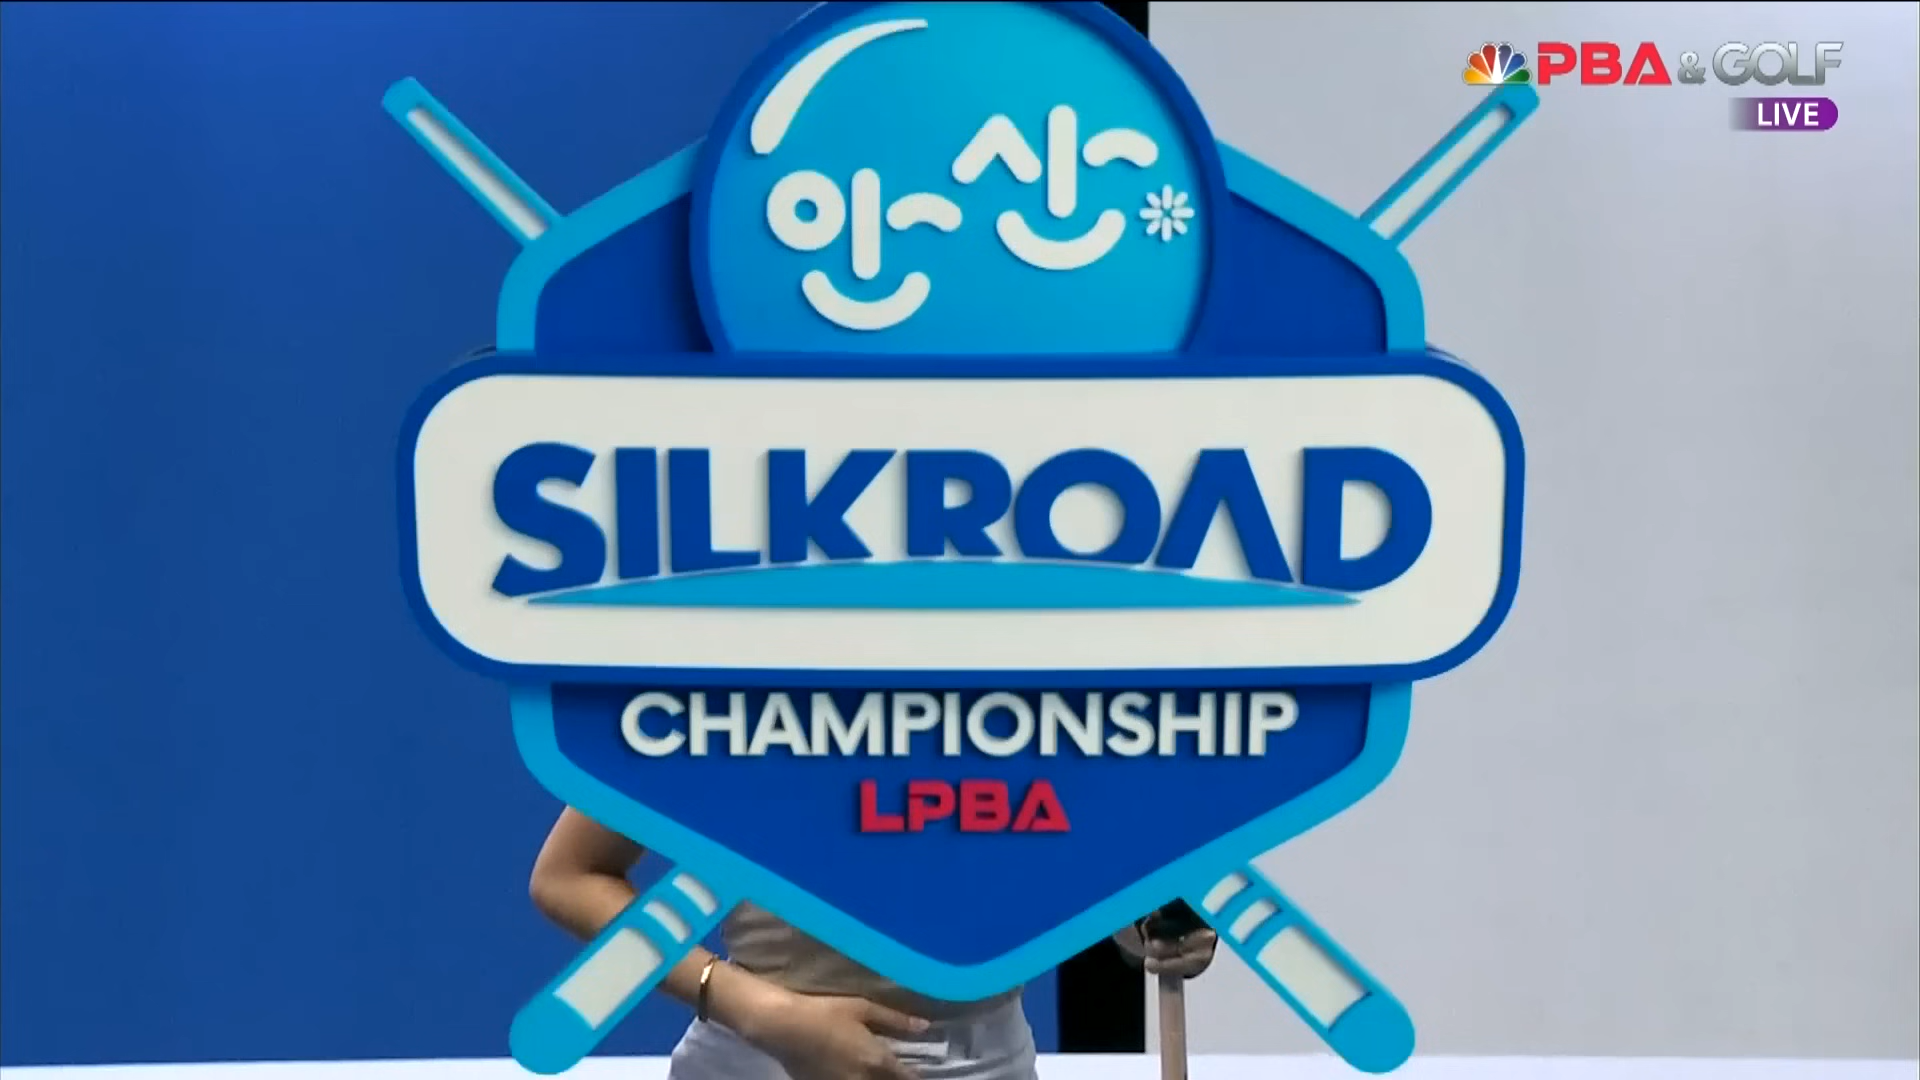 PBA & GOLF
LIVE
안산
SILKROAD
CHAMPIONSHIP
LPBA